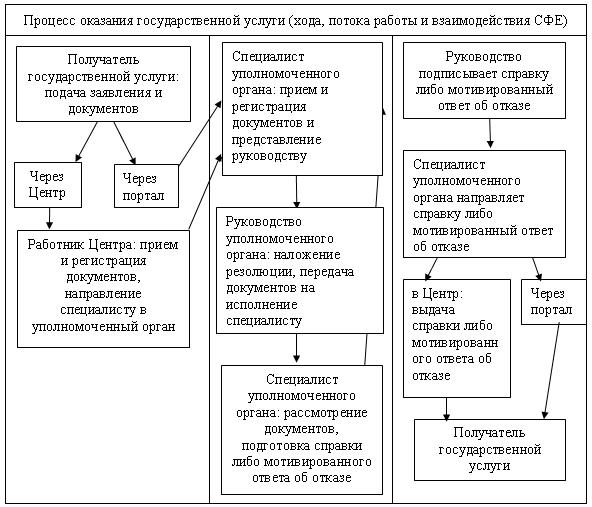 Процесс оказания государственной услуги (хода, потока работы и взаимодействия СФЕ)
Получатель
государственной услуги:
подача заявления и
документов
Через
Центр
Через
портал
Работник Центра: прием
и регистрация
документов,
направление
специалисту в
уполномоченный орган
Специалист
уполномоченного
органа: прием и
регистрация
документов и
представление
руководству
Руководство
уполномоченного
органа: наложение
резолюции, передача
документов на
исполнение
специалисту
Специалист
уполномоченного
органа: рассмотрение
документов,
подготовка справки
либо мотивированного
ответа об отказе
Руководство
подписывает справку
либо мотивированный
ответ об отказе
Специалист
уполномоченного
органа направляет
справку либо
мотивированный ответ
об отказе
в Центр:
выдача
справки либо
мотивированн
ого ответа об
отказе
Через
портал
Получатель
государственной
услуги